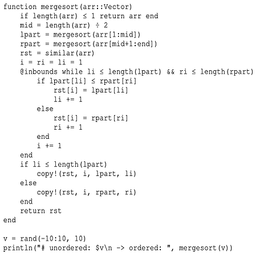 function mergesort(arr::Vector)
    if length(arr) ≤ 1 return arr end
    mid = length(arr) ÷ 2
    lpart = mergesort(arr[1:mid])
    rpart = mergesort(arr[mid+1:end])
    rst = similar(arr)
    i = ri = li = 1
    @inbounds while li ≤ length(lpart) && ri ≤ length(rpart)
        if lpart[li] ≤ rpart[ri]
            rst[i] = lpart[li]
            li += 1
        else
            rst[i] = rpart[ri]
            ri += 1
        end
        i += 1
    end
    if li ≤ length(lpart)
        copy!(rst, i, lpart, li)
    else
        copy!(rst, i, rpart, ri)
    end
    return rst
end
v = rand(-10:10, 10)
println("# unordered: $v\n -> ordered: ", mergesort(v))